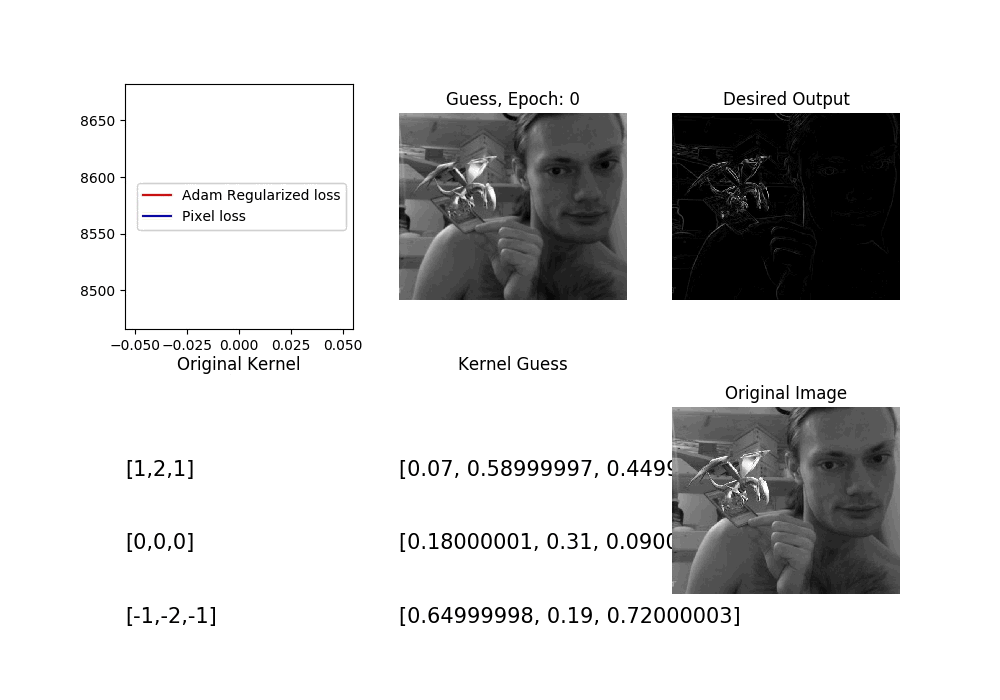 Guess, Epoch: 0
Desired Output
8650
8600
8550
8500
Adam Regularized loss
Pixel loss
−0.050 −0.025 0.000 0.025 0.050
Original Kernel
Kernel Guess
Original Image
[1,2,1]
[0.07, 0.58999997, 0.4499
[0,0,0]
[0.18000001, 0.31, 0.0900
[-1,-2,-1]
[0.64999998, 0.19, 0.72000003]